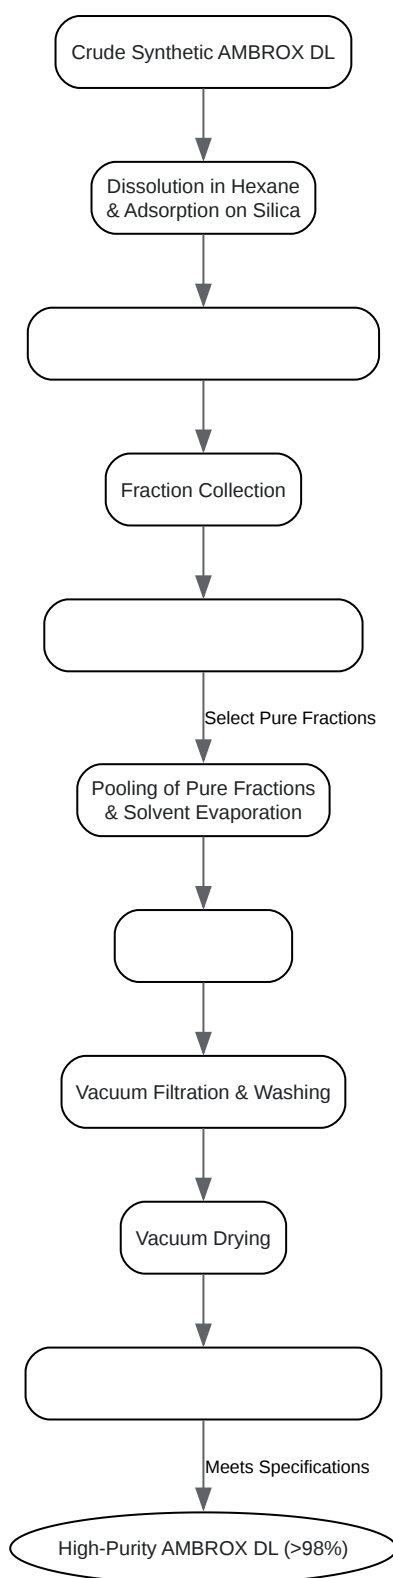 Crude Synthetic AMBROX DL
Dissolution in Hexane
& Adsorption on Silica
Fraction Collection
Select Pure Fractions
Pooling of Pure Fractions
& Solvent Evaporation
Vacuum Filtration & Washing
Vacuum Drying
Meets Specifications
High-Purity AMBROX DL (>98%)